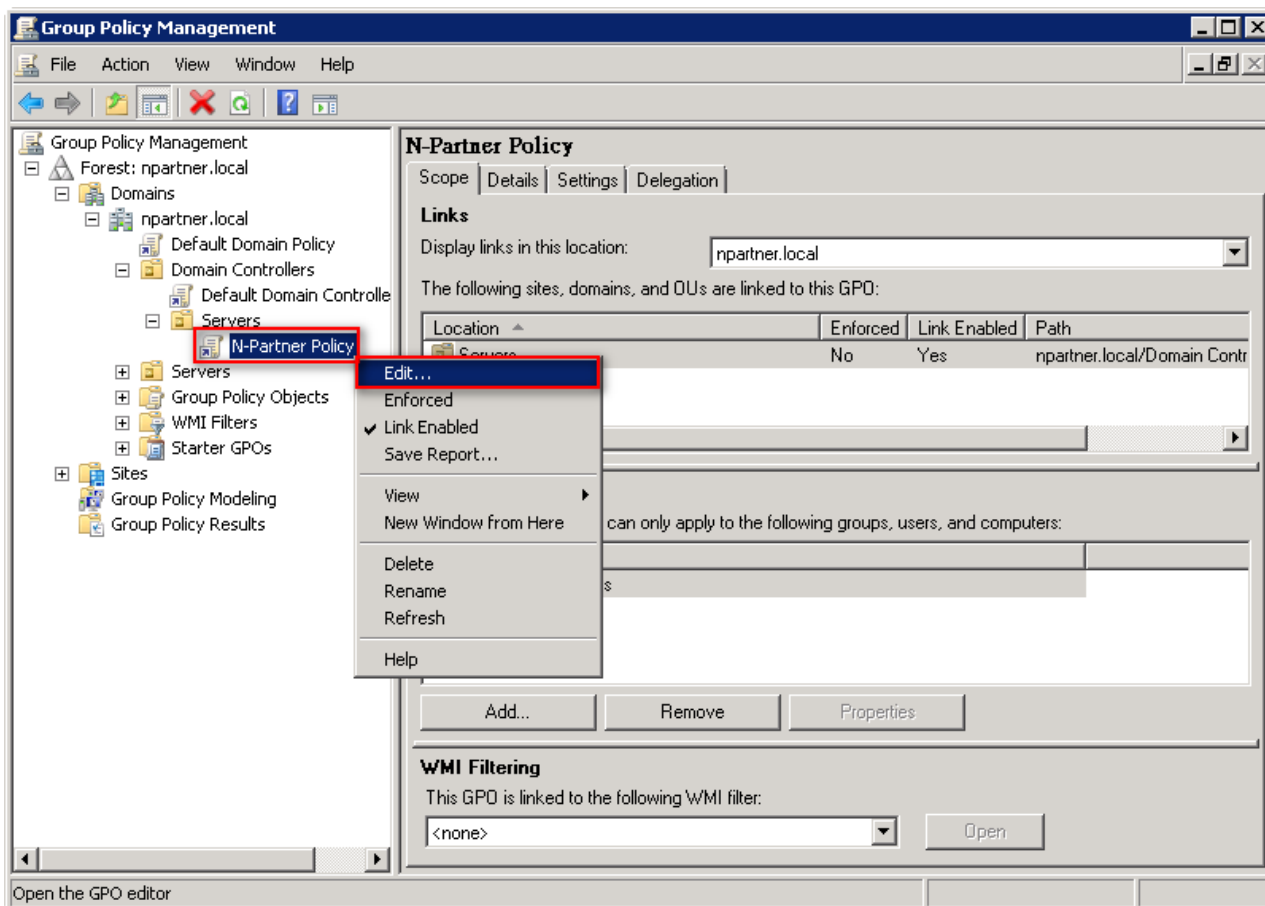 Group Policy Management
File Action View Window Help
Group Policy Management
Forest: npartner.local
Domains
npartner.local
Default Domain Policy
Domain Controllers
Default Domain Controlle
Servers
N-Partner Policy
Servers
Group Policy Objects
WMI Filters
Starter GPOs
Sites
Group Policy Modeling
Group Policy Results
Edit...
Enforced
Link Enabled
Save Report...
View
New Window from Here
Delete
Rename
Refresh
Help
N-Partner Policy
Scope Details Settings Delegation
Links
Display links in this location: npartner.local
The following sites, domains, and OUs are linked to this GPO:
Location Enforced Link Enabled Path
Servers No Yes npartner.local/Domain Contr
can only apply to the following groups, users, and computers:
s
Add... Remove Properties
WMI Filtering
This GPO is linked to the following WMI filter:
<none> Open
Open the GPO editor